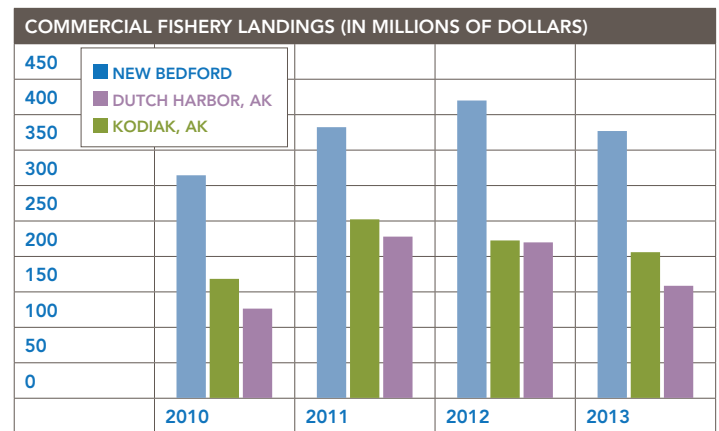 COMMERCIAL FISHERY LANDINGS (IN MILLIONS OF DOLLARS)
450
NEW BEDFORD
400
DUTCH HARBOR, AK
KODIAK, AK
350
300
250
200
150
100
50
0
2010 2011 2012 2013